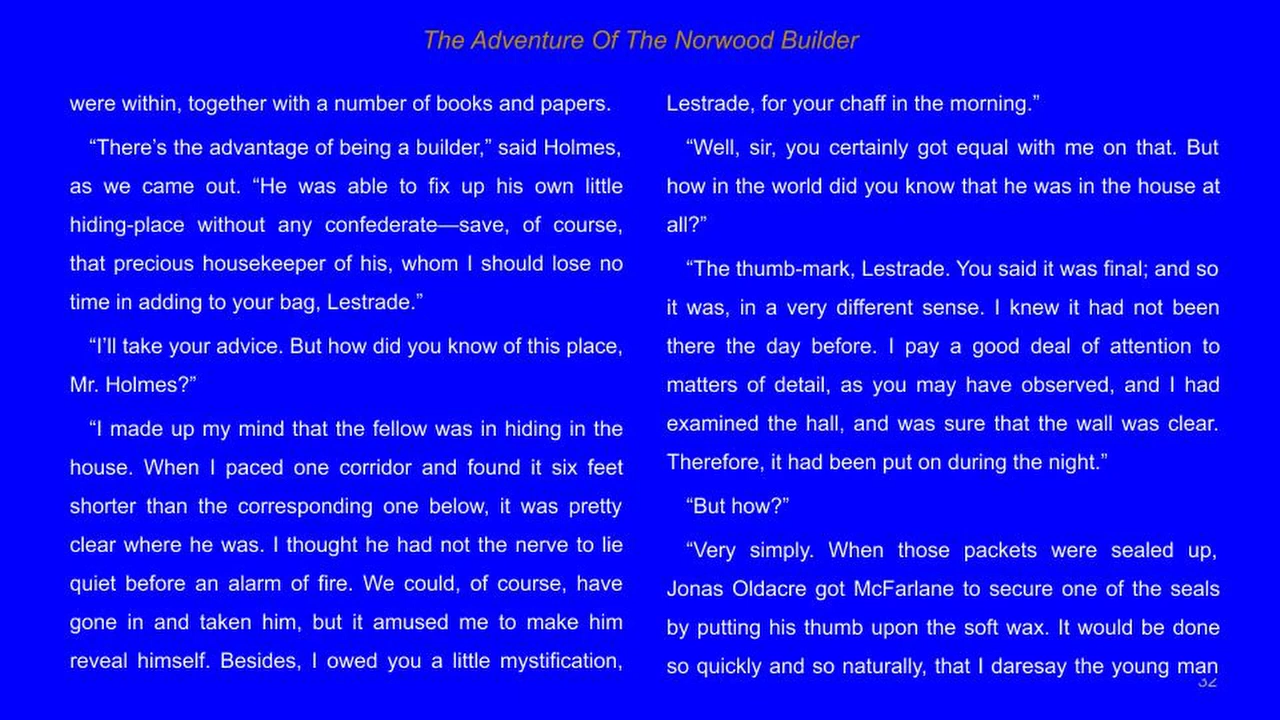 The Adventure Of The Norwood Builder
were within, together with a number of books and papers.
“There’s the advantage of being a builder,” said Holmes,
as we came out. “He was able to fix up his own little
hiding-place without any confederate—save, of course,
that precious housekeeper of his, whom I should lose no
time in adding to your bag, Lestrade.”
“I’ll take your advice. But how did you know of this place,
Mr. Holmes?”
“I made up my mind that the fellow was in hiding in the
house. When I paced one corridor and found it six feet
shorter than the corresponding one below, it was pretty
clear where he was. I thought he had not the nerve to lie
quiet before an alarm of fire. We could, of course, have
gone in and taken him, but it amused me to make him
reveal himself. Besides, I owed you a little mystification,
Lestrade, for your chaff in the morning.”
“Well, sir, you certainly got equal with me on that. But
how in the world did you know that he was in the house at
all?”
“The thumb-mark, Lestrade. You said it was final; and so
it was, in a very different sense. I knew it had not been
there the day before. I pay a good deal of attention to
matters of detail, as you may have observed, and I had
examined the hall, and was sure that the wall was clear.
Therefore, it had been put on during the night.”
“But how?”
“Very simply. When those packets were sealed up,
Jonas Oldacre got McFarlane to secure one of the seals
by putting his thumb upon the soft wax. It would be done
so quickly and so naturally, that I daresay the young man
32